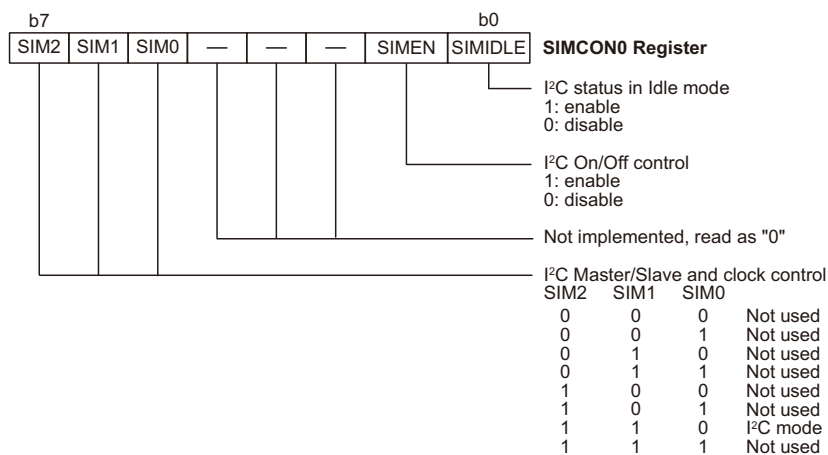 b7 b0
SIM2 SIM1 SIM0 — — — SIMEN SIMIDLE SIMCON0 Register
I²C status in Idle mode
1: enable
0: disable
I²C On/Off control
1: enable
0: disable
Not implemented, read as "0"
I²C Master/Slave and clock control
SIM2 SIM1 SIM0
0 0 0 Not used
0 0 1 Not used
0 1 0 Not used
0 1 1 Not used
1 0 0 Not used
1 0 1 Not used
1 1 0 I²C mode
1 1 1 Not used